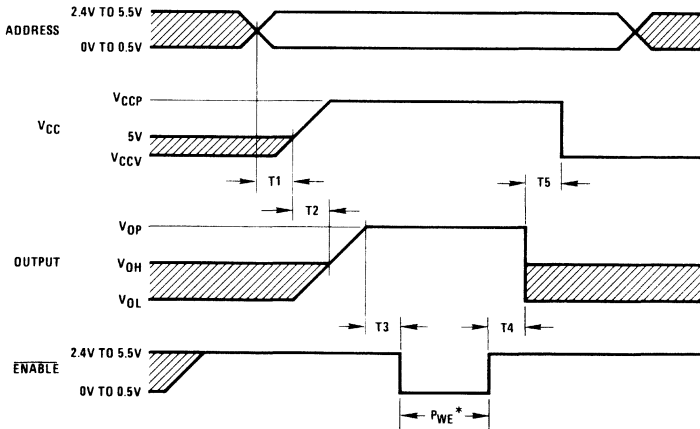 2.4V TO 5.5V
ADDRESS
0V TO 0.5V
VCCP
VCC
5V
VCCV
T1
T5
T2
VOP
OUTPUT
VOH
VOL
T3
T4
2.4V TO 5.5V
ENABLE
0V TO 0.5V
PWE*